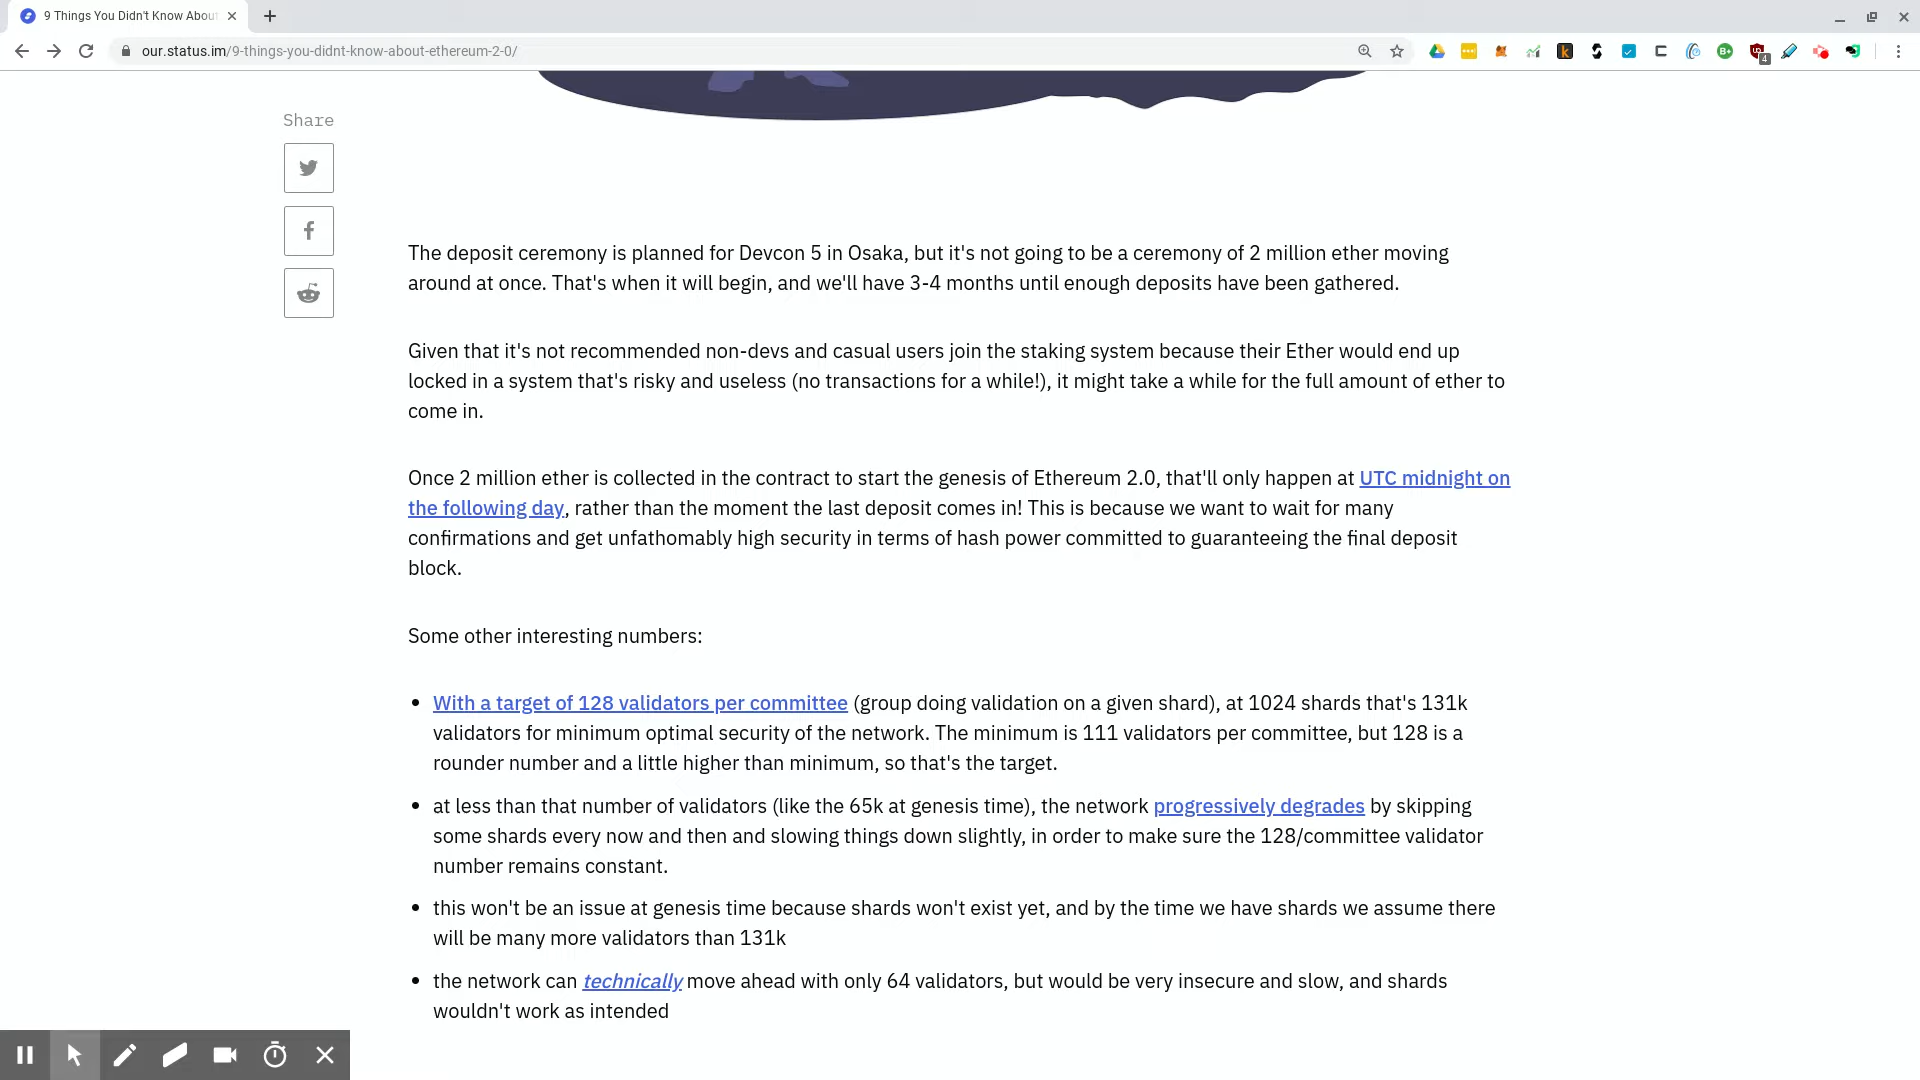 9 Things You Didn't Know About
our.status.im/9-things-you-didnt-know-about-ethereum-2-0/
4
Share
The deposit ceremony is planned for Devcon 5 in Osaka, but it's not going to be a ceremony of 2 million ether moving
around at once. That's when it will begin, and we'll have 3-4 months until enough deposits have been gathered.
Given that it's not recommended non-devs and casual users join the staking system because their Ether would end up
locked in a system that's risky and useless (no transactions for a while!), it might take a while for the full amount of ether to
come in.
Once 2 million ether is collected in the contract to start the genesis of Ethereum 2.0, that'll only happen at UTC midnight on
the following day, rather than the moment the last deposit comes in! This is because we want to wait for many
confirmations and get unfathomably high security in terms of hash power committed to guaranteeing the final deposit
block.
Some other interesting numbers:
With a target of 128 validators per committee (group doing validation on a given shard), at 1024 shards that's 131k
validators for minimum optimal security of the network. The minimum is 111 validators per committee, but 128 is a
rounder number and a little higher than minimum, so that's the target.
at less than that number of validators (like the 65k at genesis time), the network progressively degrades by skipping
some shards every now and then and slowing things down slightly, in order to make sure the 128/committee validator
number remains constant.
this won't be an issue at genesis time because shards won't exist yet, and by the time we have shards we assume there
will be many more validators than 131k
the network can technically move ahead with only 64 validators, but would be very insecure and slow, and shards
wouldn't work as intended